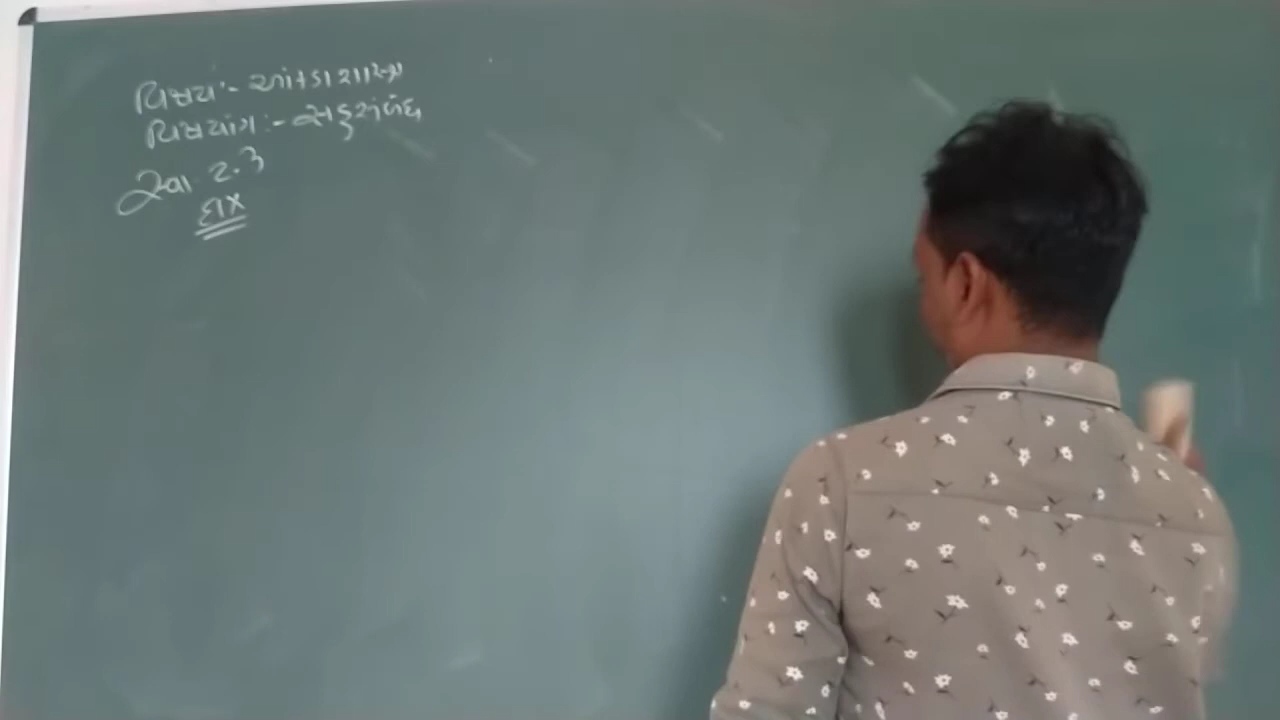 વિષય:- આંકડાશાસ્ત્ર
વિષયાંગ:- સહસંબંધ
સ્વા 2.3